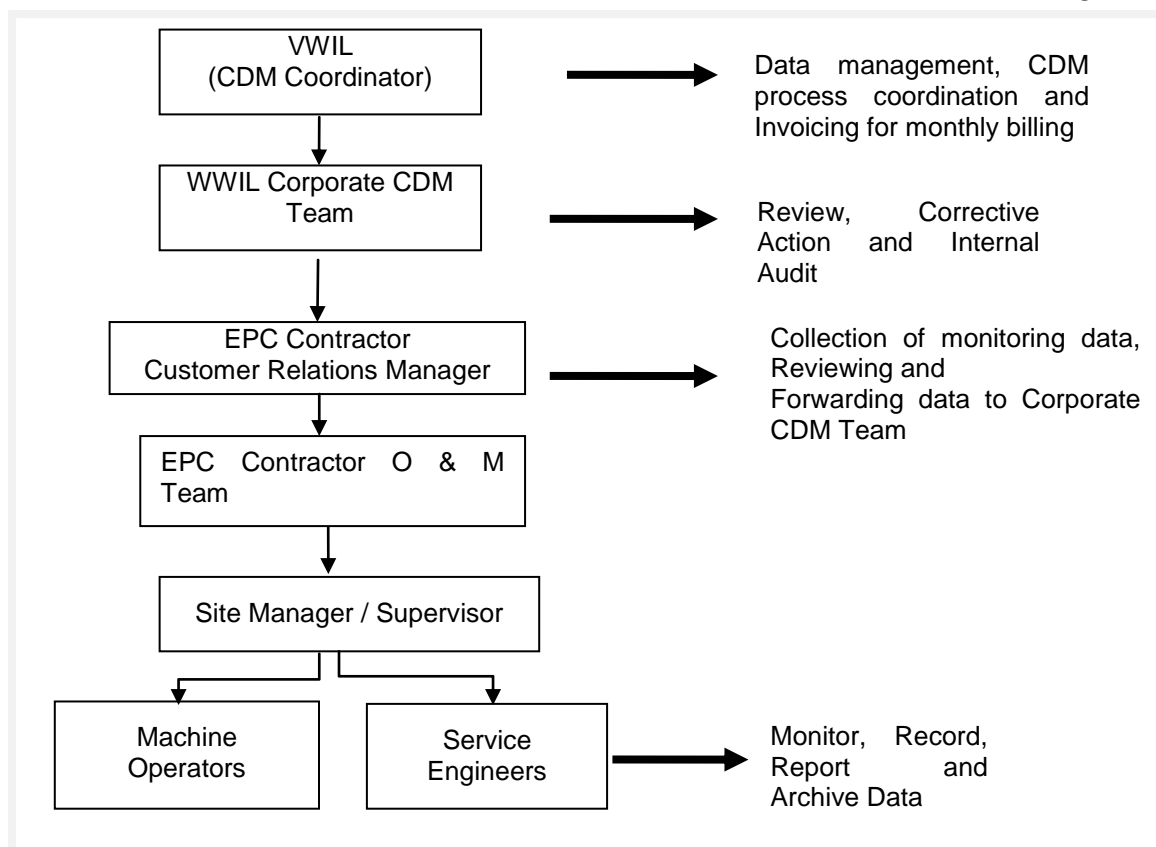 VWIL
(CDM Coordinator)
Data management, CDM
process coordination and
Invoicing for monthly billing
WWIL Corporate CDM
Team
Review, Corrective
Action and Internal
Audit
EPC Contractor
Customer Relations Manager
Collection of monitoring data,
Reviewing and
Forwarding data to Corporate
CDM Team
EPC Contractor O & M
Team
Site Manager / Supervisor
Machine
Operators
Service
Engineers
Monitor, Record,
Report and
Archive Data